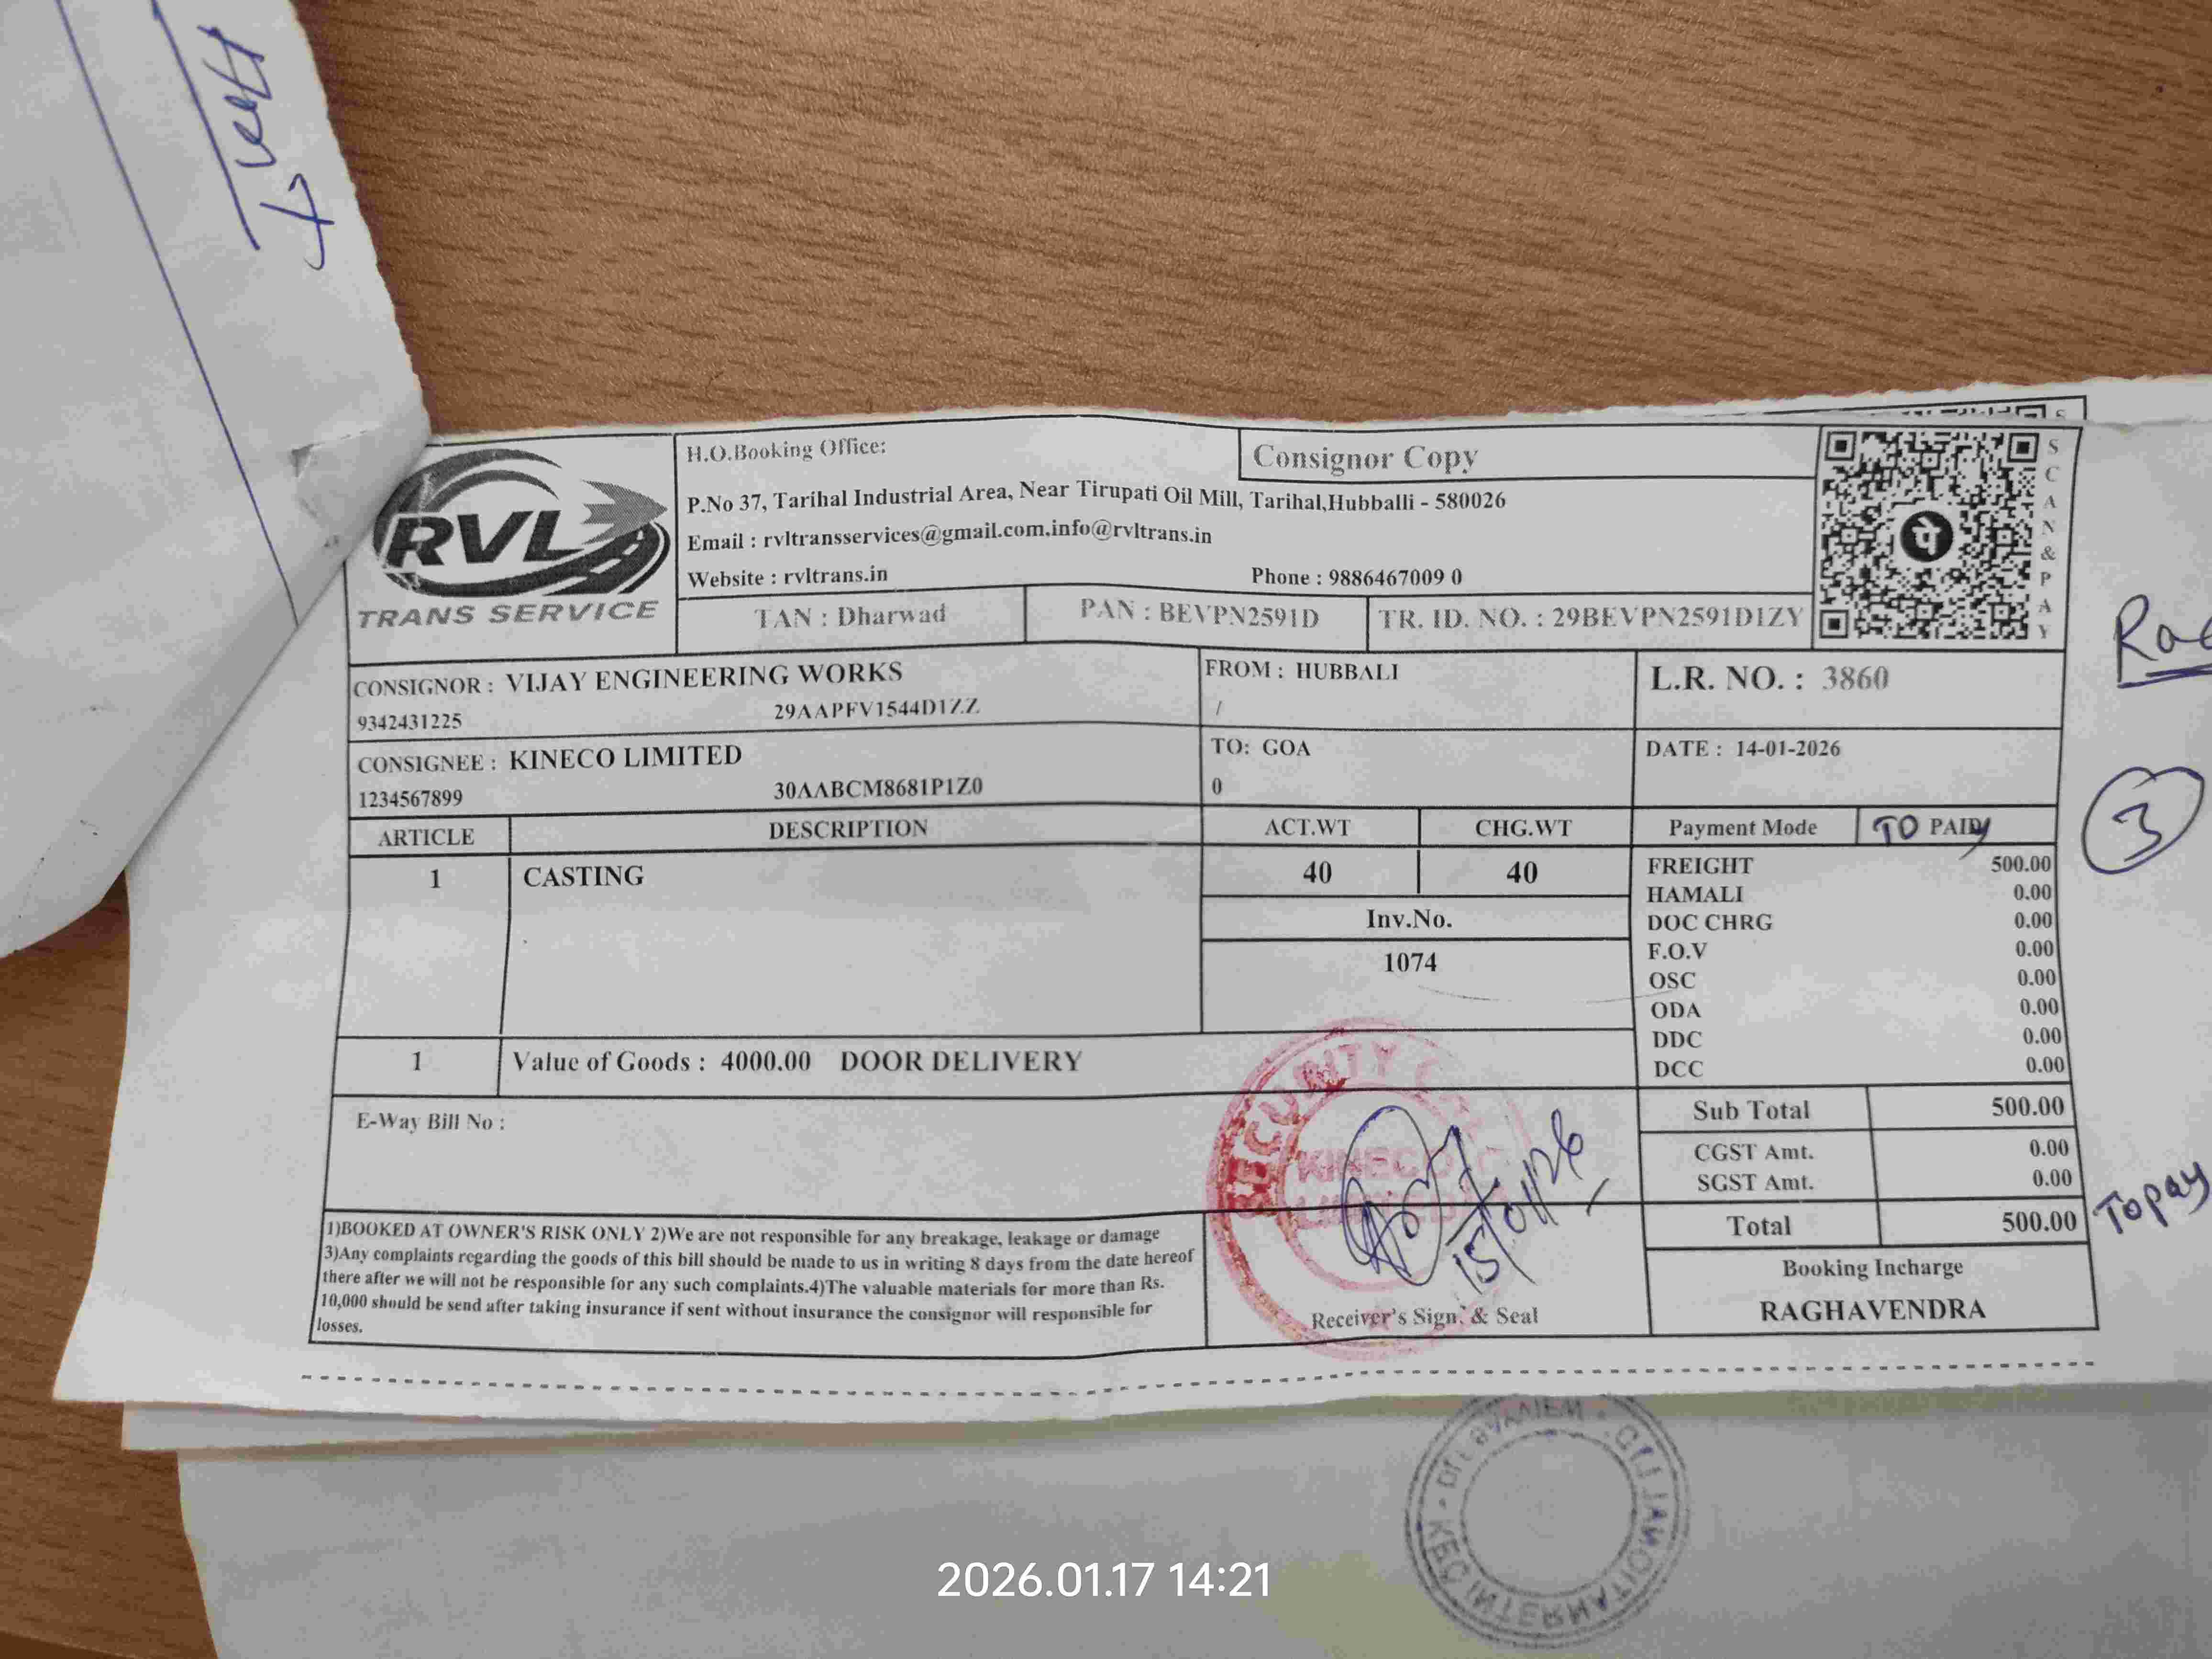 H.O.Booking Office:
Consignor Copy
P.No 37, Tarihal Industrial Area, Near Tirupati Oil Mill, Tarihal,Hubballi - 580026
Email : rvltransservices@gmail.com,info@rvltrans.in
Website : rvltrans.in Phone : 9886467009 0
RVL
TRANS SERVICE
TAN : Dharwad PAN : BEVPN2591D TR. ID. NO. : 29BEVPN2591D1ZY
पे
SCAN&PAY
CONSIGNOR : VIJAY ENGINEERING WORKS
9342431225 29AAPFV1544D1ZZ
FROM : HUBBALI
/
L.R. NO. : 3860
CONSIGNEE : KINECO LIMITED
1234567899 30AABCM8681P1Z0
TO: GOA
0
DATE : 14-01-2026
3
ARTICLE DESCRIPTION ACT.WT CHG.WT Payment Mode TO PAID
1 CASTING 40 40
Inv.No.
1074
FREIGHT 500.00
HAMALI 0.00
DOC CHRG 0.00
F.O.V 0.00
OSC 0.00
ODA 0.00
DDC 0.00
DCC 0.00
1 Value of Goods : 4000.00 DOOR DELIVERY
E-Way Bill No :
Sub Total 500.00
CGST Amt. 0.00
SGST Amt. 0.00
Total 500.00
Topay
SECURITY
KINECO
LIMITED
15/01/26
1)BOOKED AT OWNER'S RISK ONLY 2)We are not responsible for any breakage, leakage or damage
3)Any complaints regarding the goods of this bill should be made to us in writing 8 days from the date hereof
there after we will not be responsible for any such complaints.4)The valuable materials for more than Rs.
10,000 should be send after taking insurance if sent without insurance the consignor will responsible for
losses.
Receiver's Sign. & Seal
Booking Incharge
RAGHAVENDRA
KEC INTERNATIONAL LTD.
2026.01.17 14:21